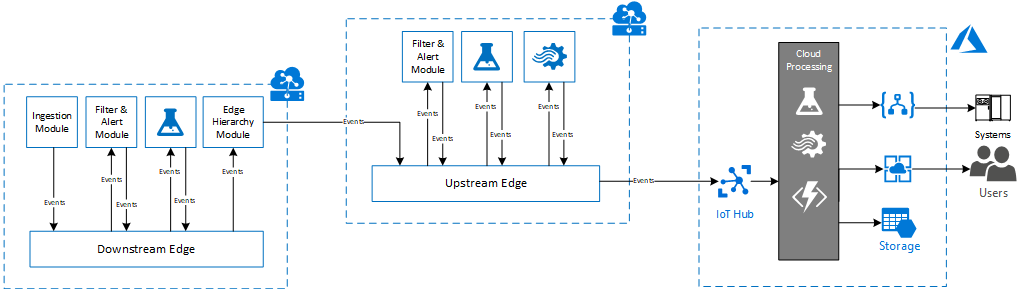 Ingestion
Module
Filter &
Alert
Module
Edge
Hierarchy
Module
Events
Events
Events
Events
Events
Events
Downstream Edge
Events
Filter &
Alert
Module
Events
Events
Events
Events
Events
Events
Upstream Edge
Events
IoT Hub
Cloud
Processing
Storage
Systems
Users